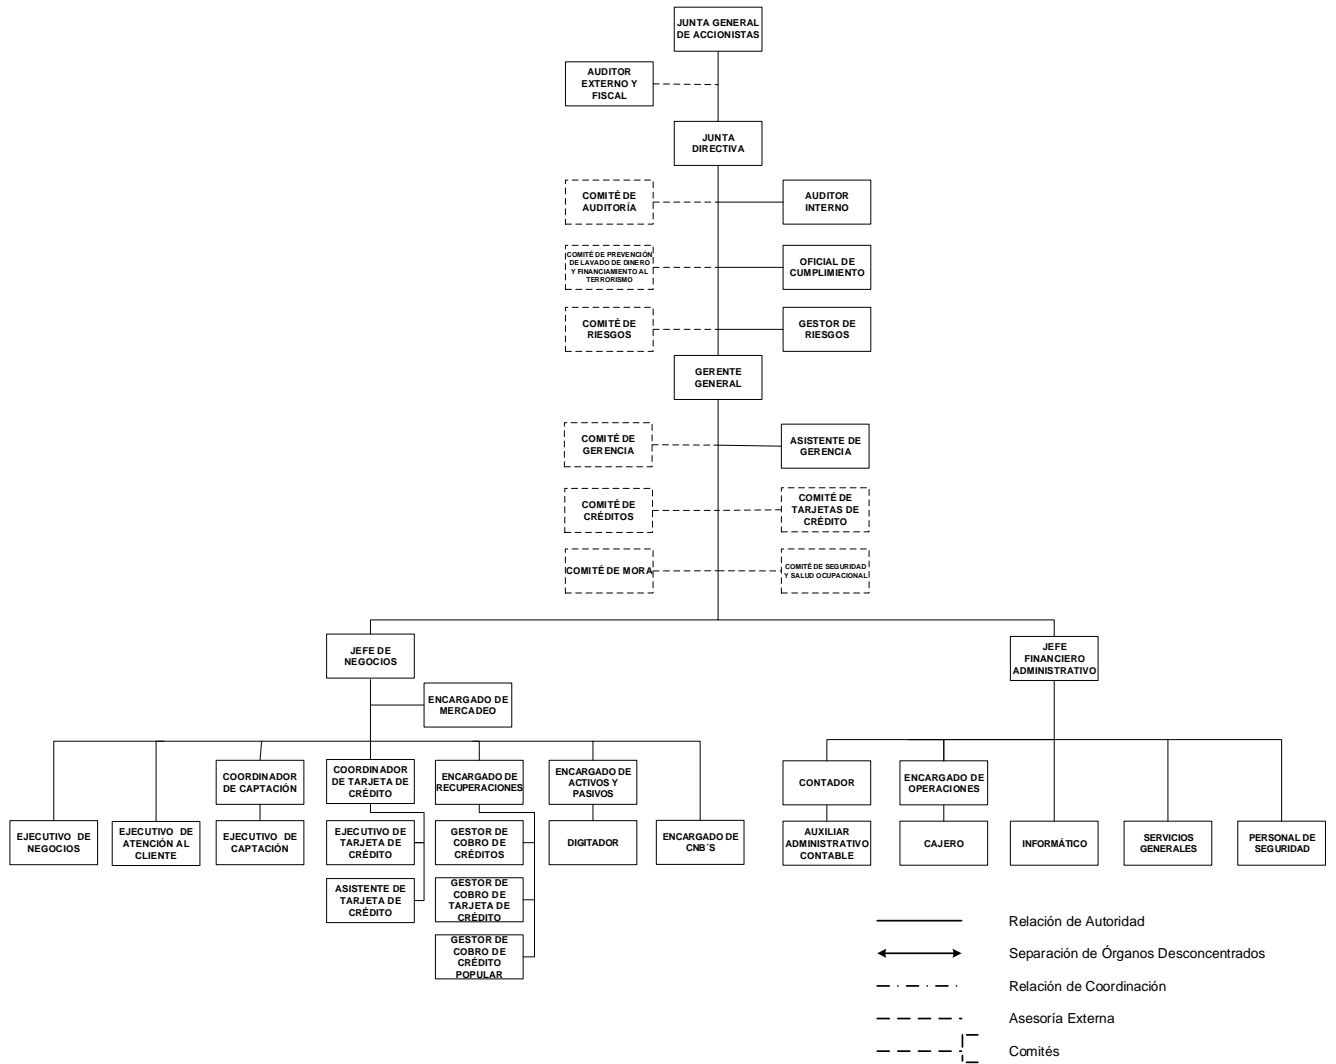 JUNTA GENERAL
DE ACCIONISTAS
AUDITOR
EXTERNO Y
FISCAL
JUNTA
DIRECTIVA
COMITÉ DE
AUDITORÍA
AUDITOR
INTERNO
COMITÉ DE PREVENCIÓN
DE LAVADO DE DINERO
Y FINANCIAMIENTO AL
TERRORISMO
OFICIAL DE
CUMPLIMIENTO
COMITÉ DE
RIESGOS
GESTOR DE
RIESGOS
GERENTE
GENERAL
COMITÉ DE
GERENCIA
ASISTENTE DE
GERENCIA
COMITÉ DE
CRÉDITOS
COMITÉ DE
TARJETAS DE
CRÉDITO
COMITÉ DE MORA
COMITÉ DE SEGURIDAD
Y SALUD OCUPACIONAL
JEFE DE
NEGOCIOS
JEFE
FINANCIERO
ADMINISTRATIVO
ENCARGADO DE
MERCADEO
COORDINADOR
DE CAPTACIÓN
COORDINADOR
DE TARJETA DE
CRÉDITO
ENCARGADO DE
RECUPERACIONES
ENCARGADO DE
ACTIVOS Y
PASIVOS
CONTADOR
ENCARGADO DE
OPERACIONES
EJECUTIVO DE
NEGOCIOS
EJECUTIVO DE
ATENCIÓN AL
CLIENTE
EJECUTIVO DE
CAPTACIÓN
EJECUTIVO DE
TARJETA DE
CRÉDITO
GESTOR DE
COBRO DE
CRÉDITOS
DIGITADOR
ENCARGADO DE
CNB´S
AUXILIAR
ADMINISTRATIVO
CONTABLE
CAJERO
INFORMÁTICO
SERVICIOS
GENERALES
PERSONAL DE
SEGURIDAD
ASISTENTE DE
TARJETA DE
CRÉDITO
GESTOR DE
COBRO DE
TARJETA DE
CRÉDITO
GESTOR DE
COBRO DE
CRÉDITO
POPULAR
Relación de Autoridad
Separación de Órganos Desconcentrados
Relación de Coordinación
Asesoría Externa
Comités